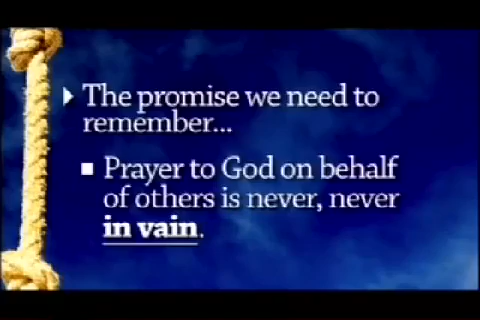 The promise we need to
remember...
Prayer to God on behalf
of others is never, never
in vain.